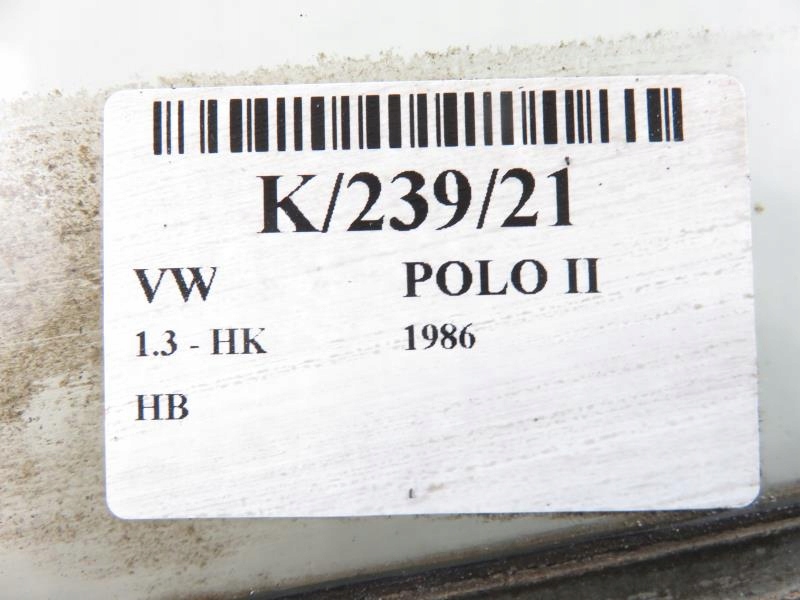 K/239/21
VW POLO II
1.3 - HK 1986
HB